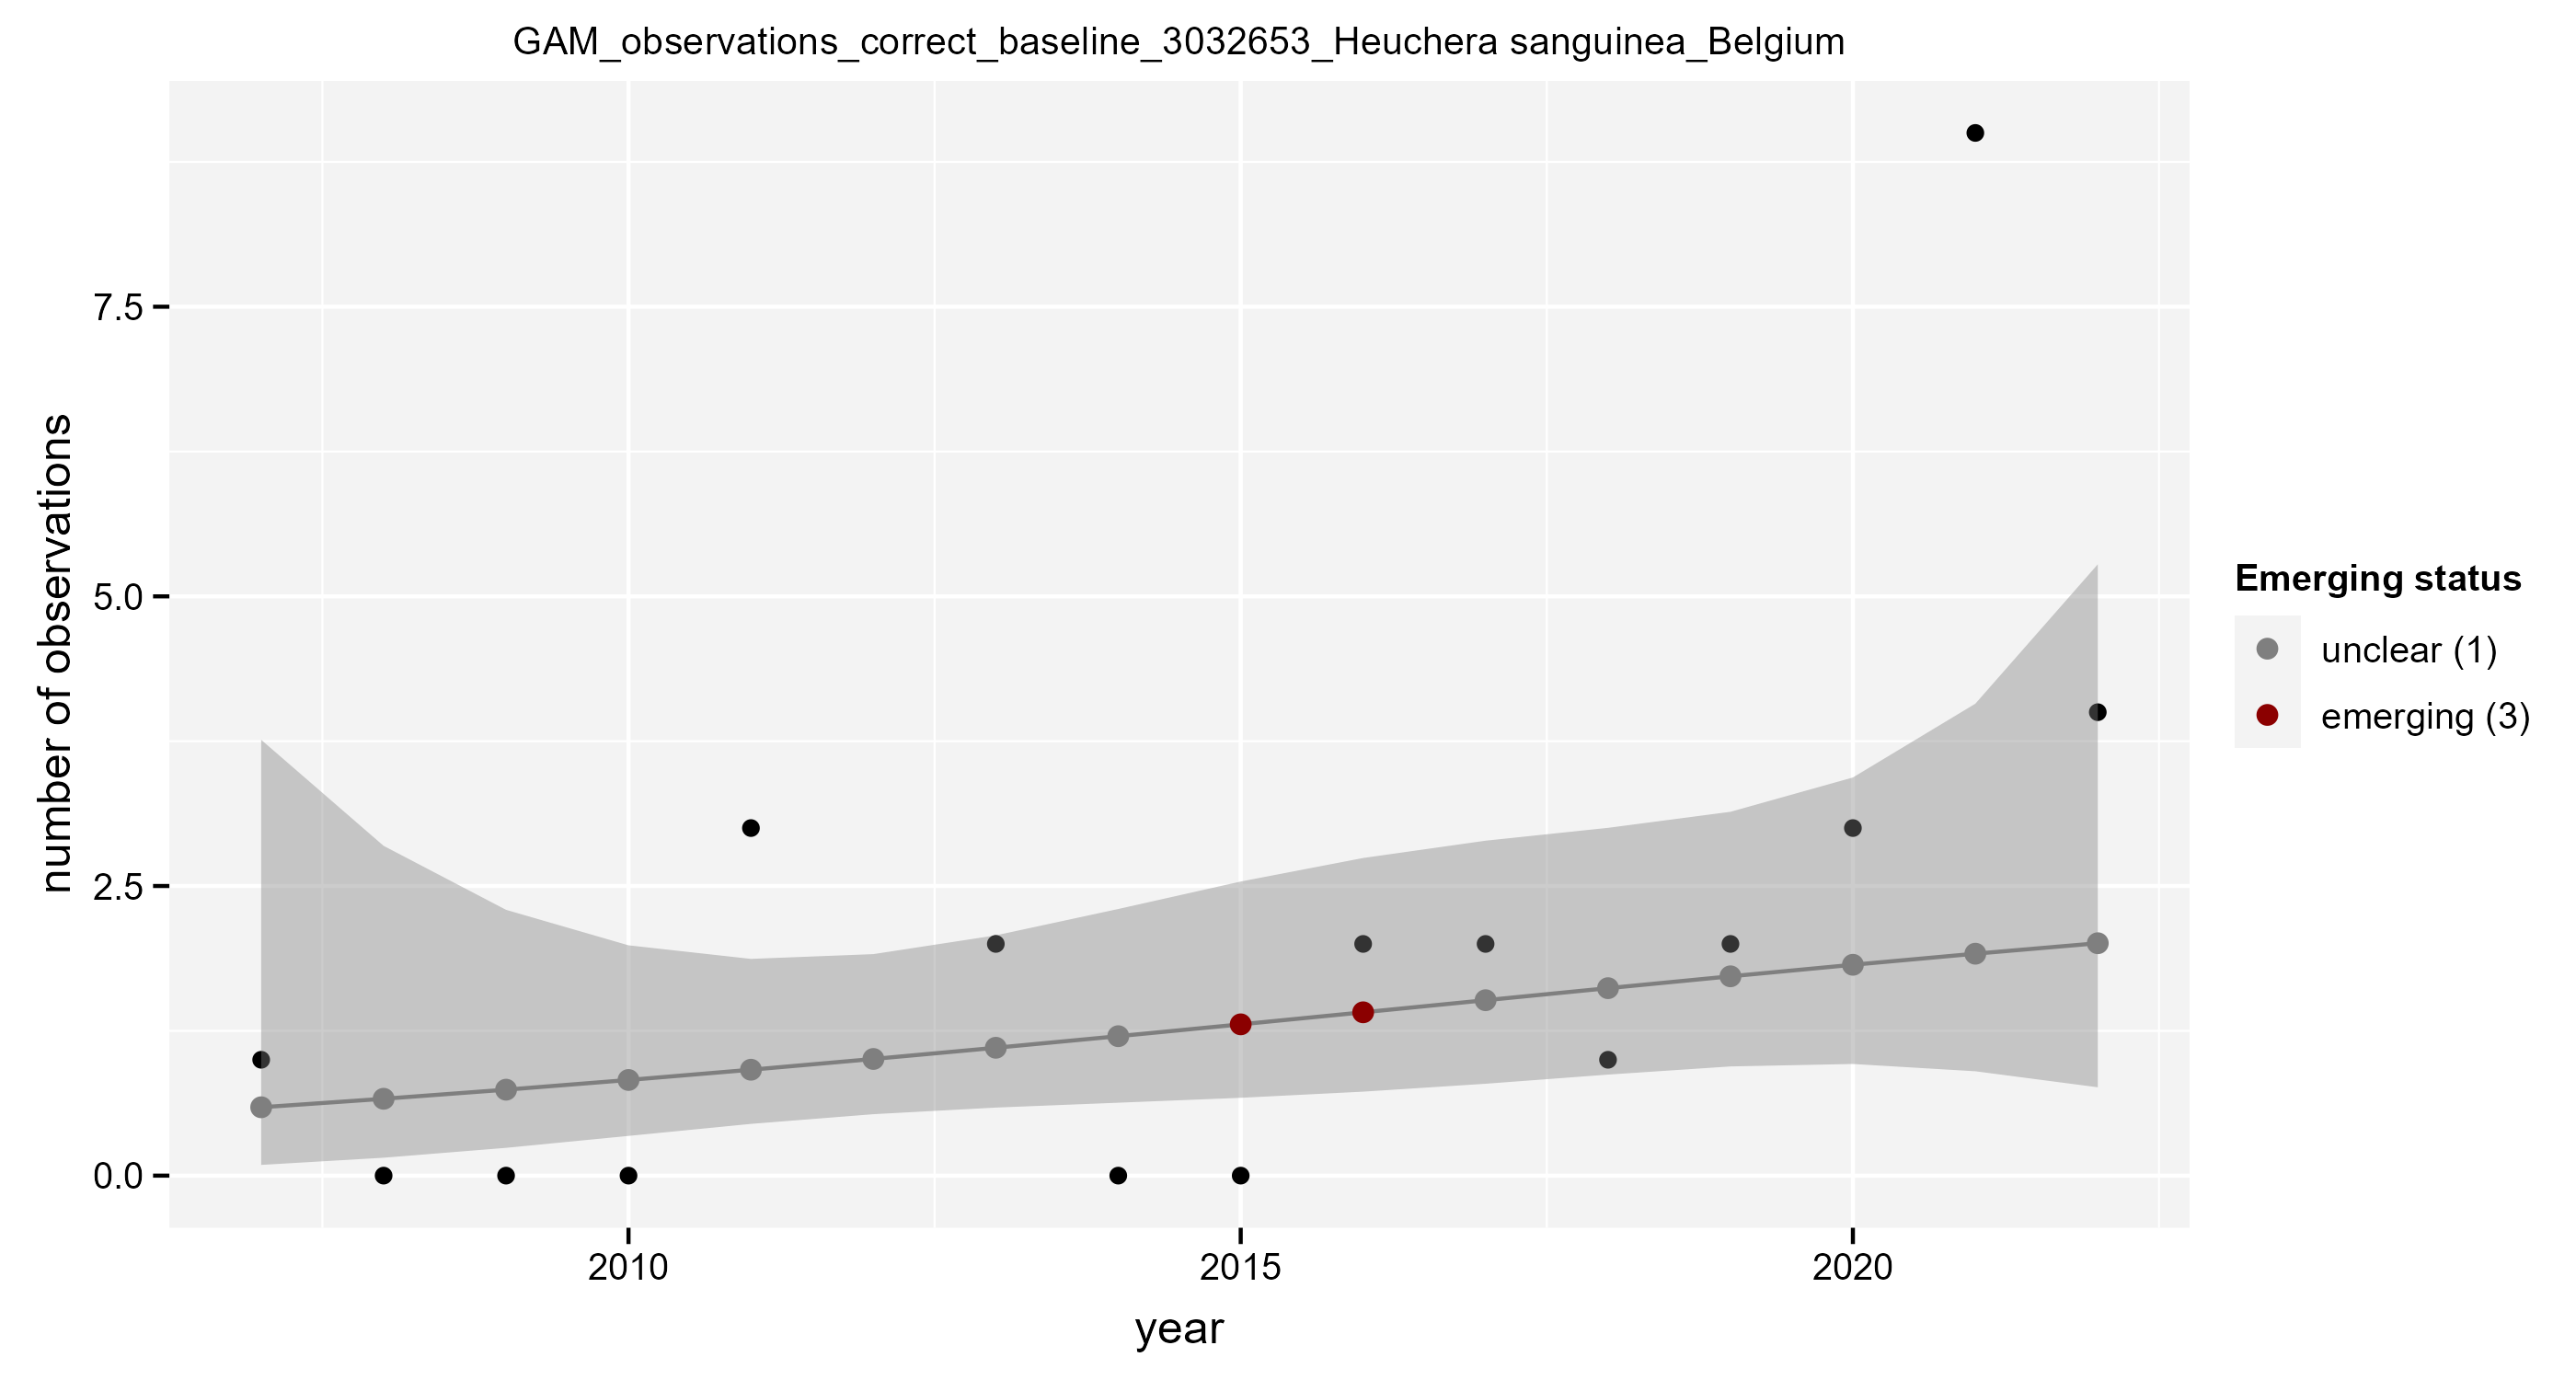 GAM_observations_correct_baseline_3032653_Heuchera sanguinea_Belgium
number of observations
7.5
5.0
2.5
0.0
2010
2015
2020
year
Emerging status
unclear (1)
emerging (3)